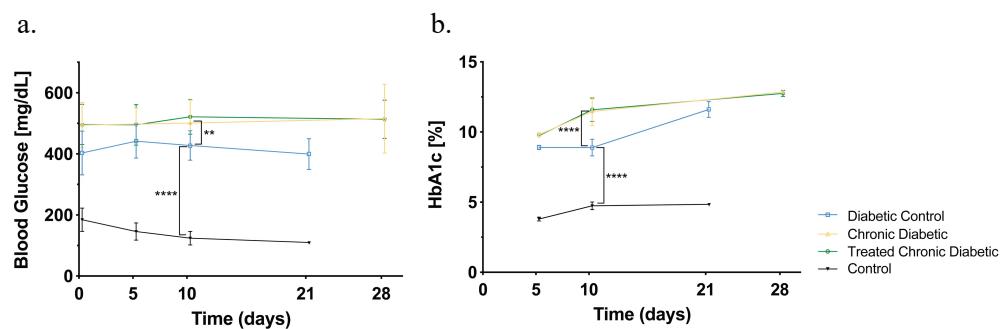 a.
Blood Glucose [mg/dL]
600
400
200
0
**
****
0 5 10 21 28
Time (days)
b.
HbA1c [%]
15
10
5
0
****
****
0 5 10 21 28
Time (days)
Diabetic Control
Chronic Diabetic
Treated Chronic Diabetic
Control